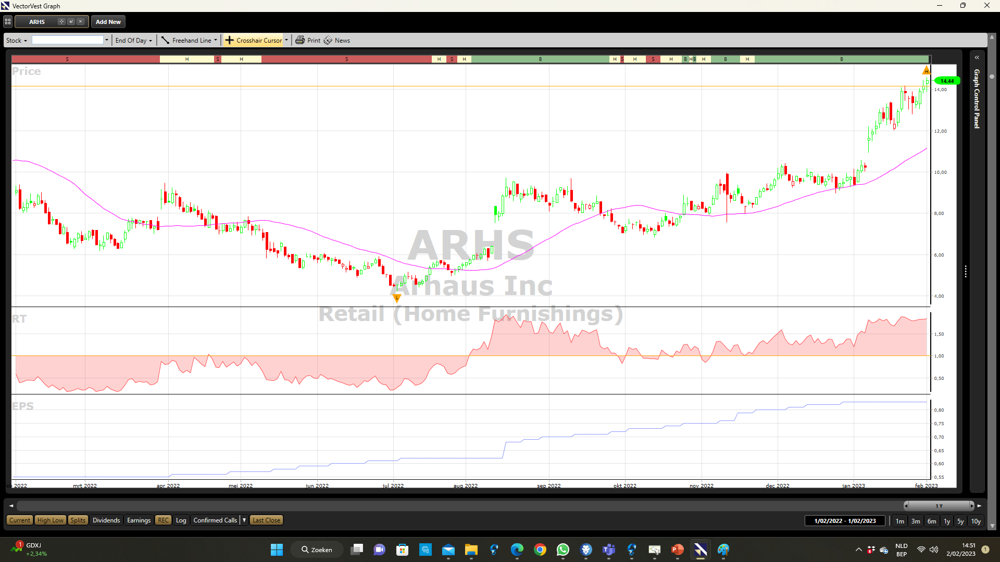 VectorVest Graph
ARHS Add New
Stock End Of Day Freehand Line Crosshair Cursor Print News
S H S H S H S H B H S H S H B H B H B H B
Price
H
14,44
14,00
12,00
10,00
8,00
6,00
4,00
ARHS
Arhaus Inc
Retail (Home Furnishings)
L
RT
1,50
1,00
0,50
EPS
0,80
0,75
0,70
0,65
0,60
0,55
eb 2022 mrt 2022 apr 2022 mei 2022 jun 2022 jul 2022 aug 2022 sep 2022 okt 2022 nov 2022 dec 2022 jan 2023 feb 2023
Graph Control Panel
1 Y
Current High Low Splits Dividends Earnings REC Log Confirmed Calls Last Close 1/02/2022 - 1/02/2023 1m 3m 6m 1y 5y 10y
1 GDXJ
+2,34%
Zoeken
8
NLD
BEP
14:51
2/02/2023
1